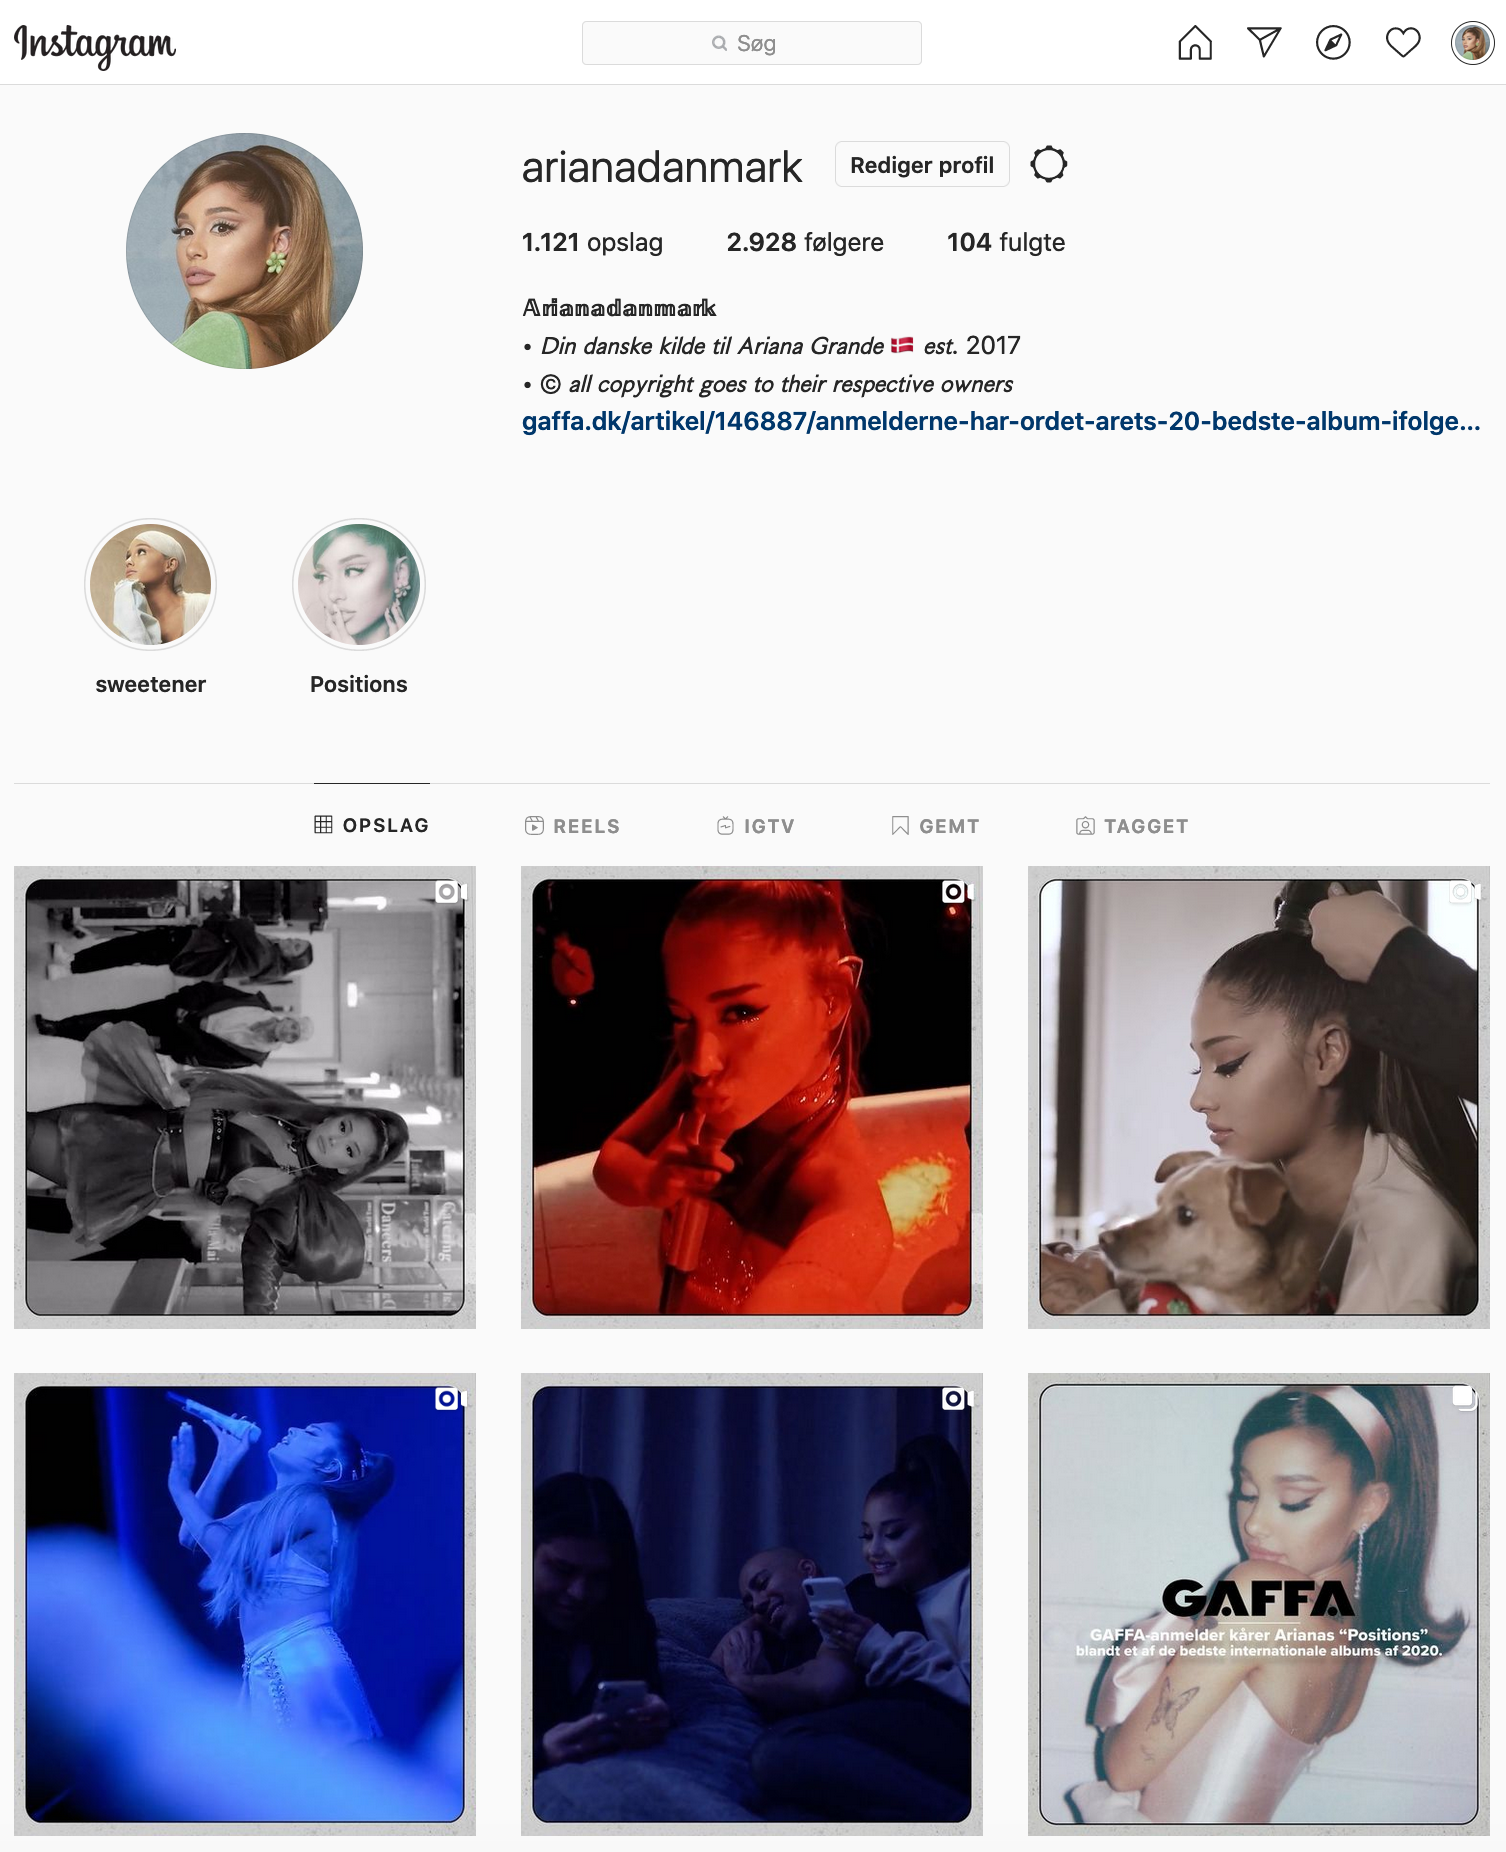 Instagram
Søg
arianadanmark
Rediger profil
1.121 opslag 2.928 følgere 104 fulgte
𝔸𝕣𝕚𝕒𝕟𝕒𝕕𝕒𝕟𝕞𝕒𝕣𝕜
• Din danske kilde til Ariana Grande 🇩🇰 est. 2017
• © all copyright goes to their respective owners
gaffa.dk/artikel/146887/anmelderne-har-ordet-arets-20-bedste-album-ifolge...
sweetener Positions
OPSLAG REELS IGTV GEMT TAGGET
Dancers
GAFFA
GAFFA-anmelder kårer Arianas “Positions”
blandt et af de bedste internationale albums af 2020.